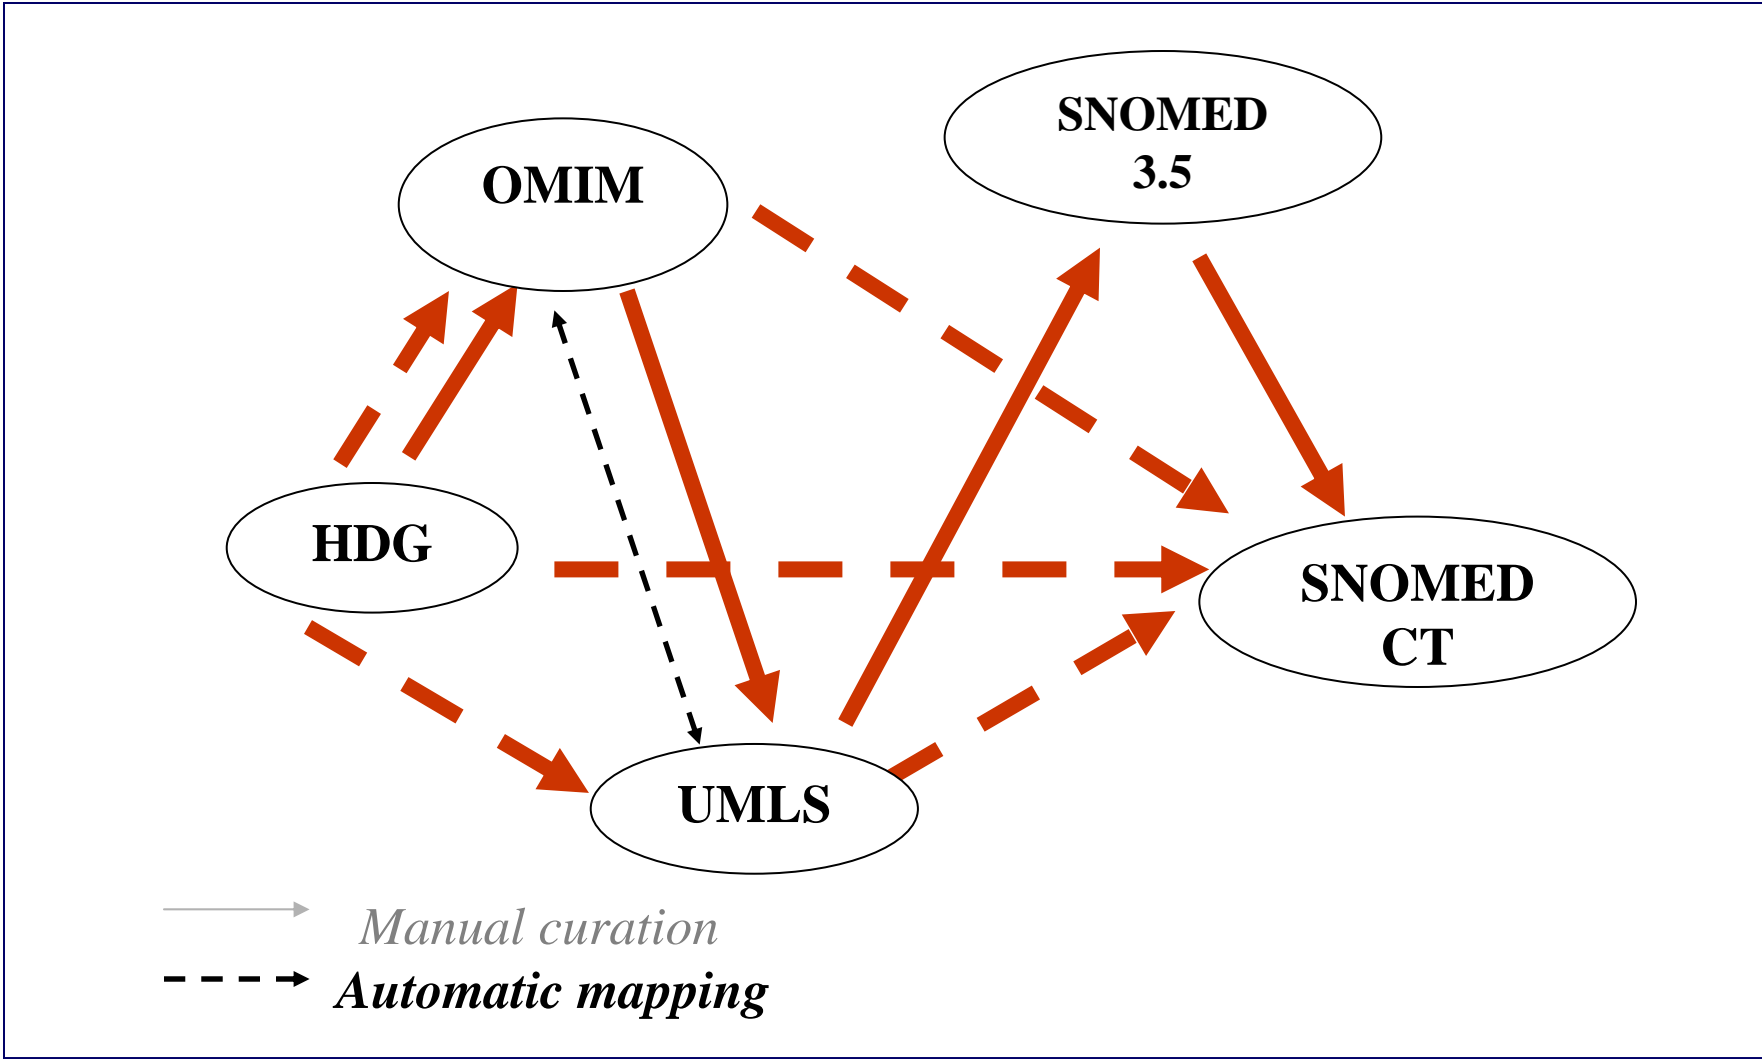 SNOMED
3.5
OMIM
HDG
SNOMED
CT
UMLS
Manual curation
Automatic mapping